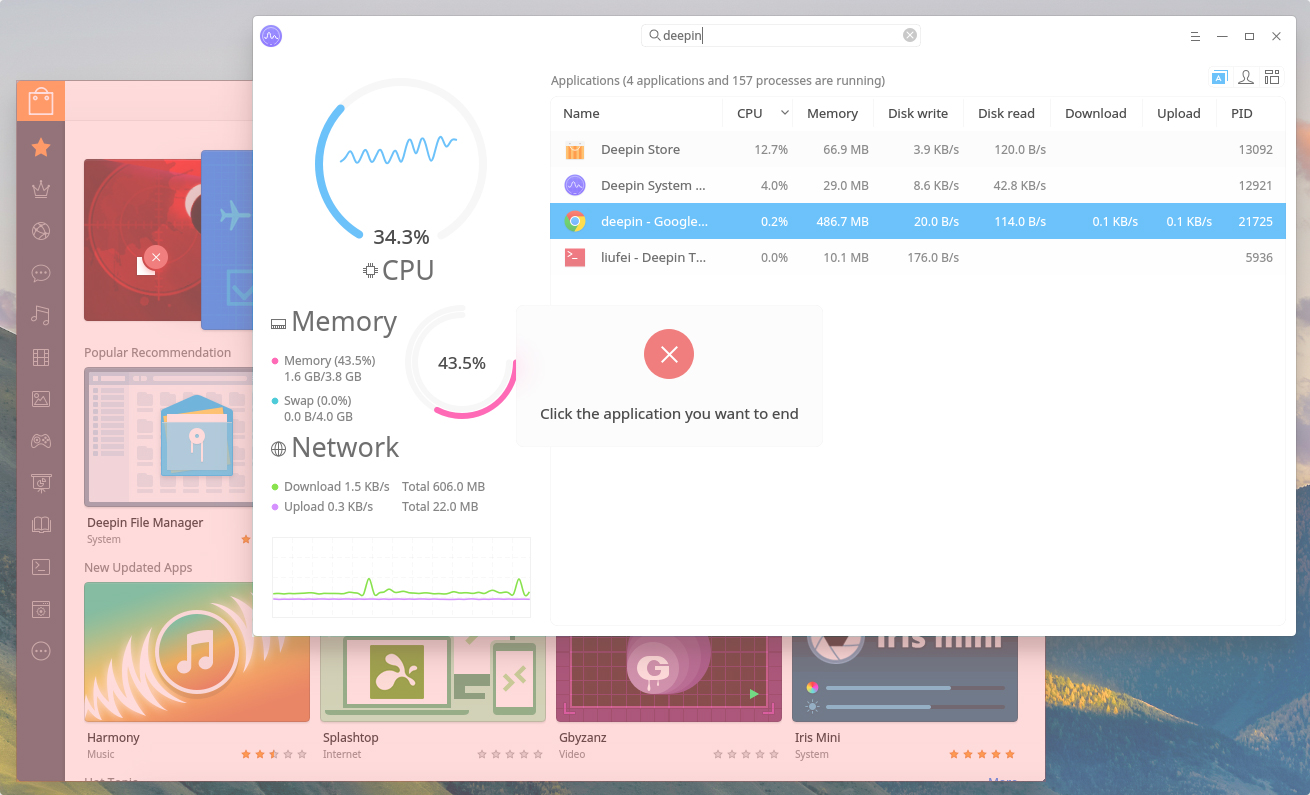 deepin
Applications (4 applications and 157 processes are running)
Name CPU Memory Disk write Disk read Download Upload PID
Deepin Store 12.7% 66.9 MB 3.9 KB/s 120.0 B/s 13092
Deepin System ... 4.0% 29.0 MB 8.6 KB/s 42.8 KB/s 12921
deepin - Google... 0.2% 486.7 MB 20.0 B/s 114.0 B/s 0.1 KB/s 0.1 KB/s 21725
liufei - Deepin T... 0.0% 10.1 MB 176.0 B/s 5936
34.3%
CPU
Memory
Memory (43.5%)
1.6 GB/3.8 GB
Swap (0.0%)
0.0 B/4.0 GB
43.5%
Network
Download 1.5 KB/s Total 606.0 MB
Upload 0.3 KB/s Total 22.0 MB
Click the application you want to end
Popular Recommendation
Deepin File Manager
System
New Updated Apps
G
Iris mini
Harmony Splashtop Gbyzanz Iris Mini
Music Internet Video System
Hot Topic More